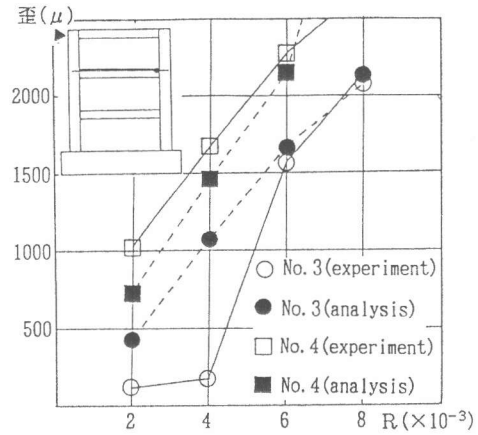 歪(μ)
2000
1500
1000
500
○ No.3(experiment)
● No.3(analysis)
□ No.4(experiment)
■ No.4(analysis)
2 4 6 8 R(×10⁻³)